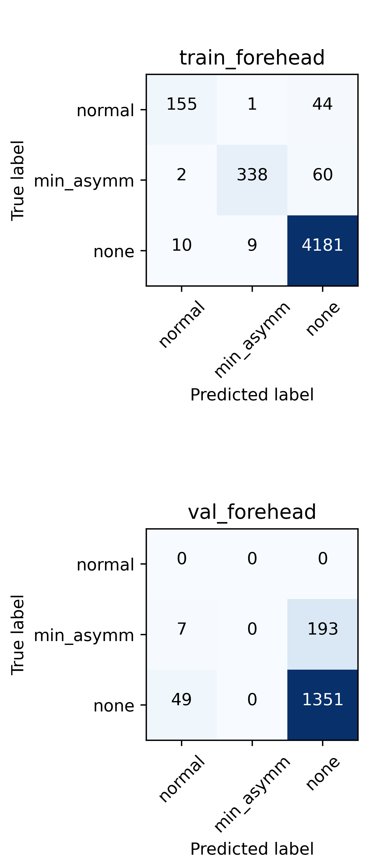 train_forehead
normal 155 1 44
min_asymm 2 338 60
none 10 9 4181
True label
normal min_asymm none
Predicted label
val_forehead
normal 0 0 0
min_asymm 7 0 193
none 49 0 1351
True label
normal min_asymm none
Predicted label